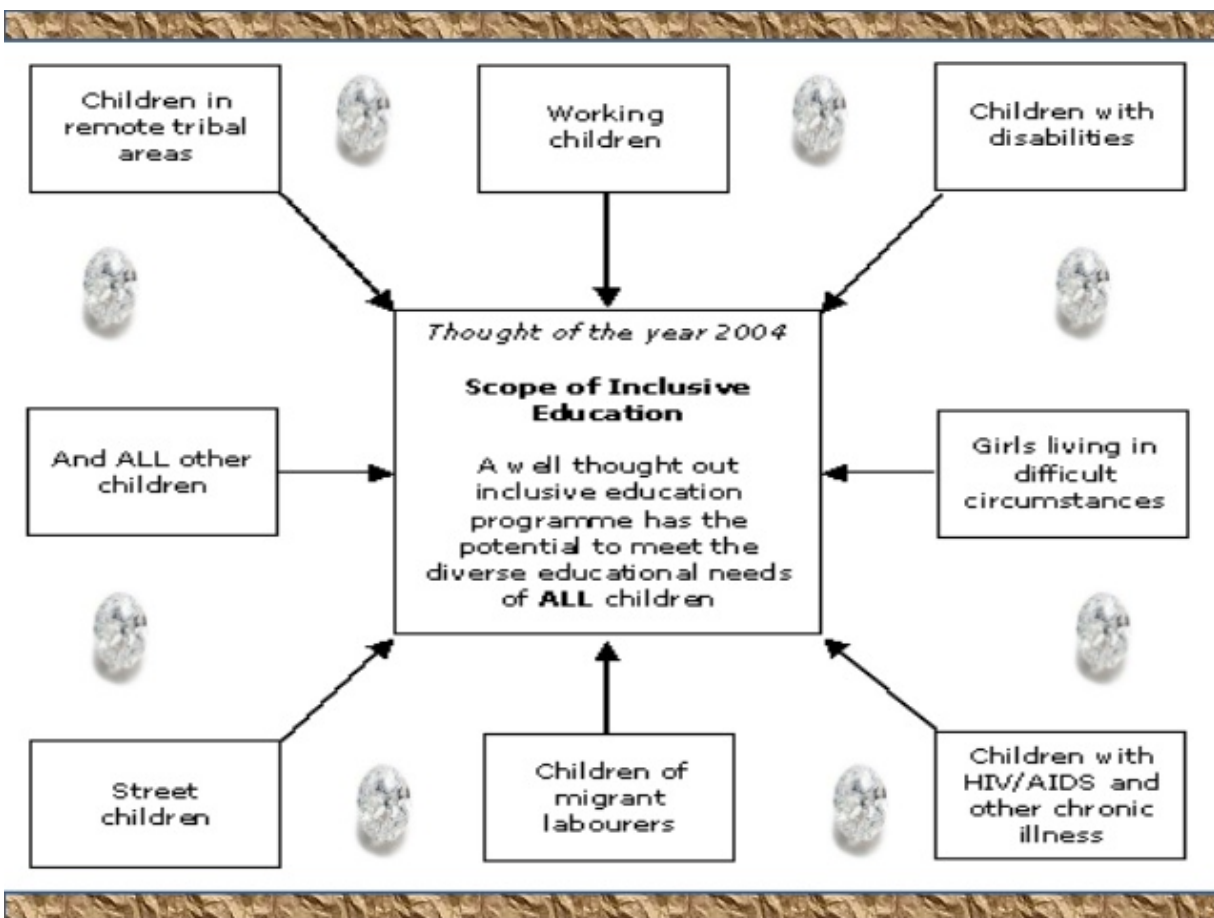 Children in
remote tribal
areas
Working
children
Children with
disabilities
Thought of the year 2004
Scope of Inclusive
Education
A well thought out
inclusive education
programme has the
potential to meet the
diverse educational needs
of ALL children
And ALL other
children
Girls living in
difficult
circumstances
Street
children
Children of
migrant
labourers
Children with
HIV/AIDS and
other chronic
illness